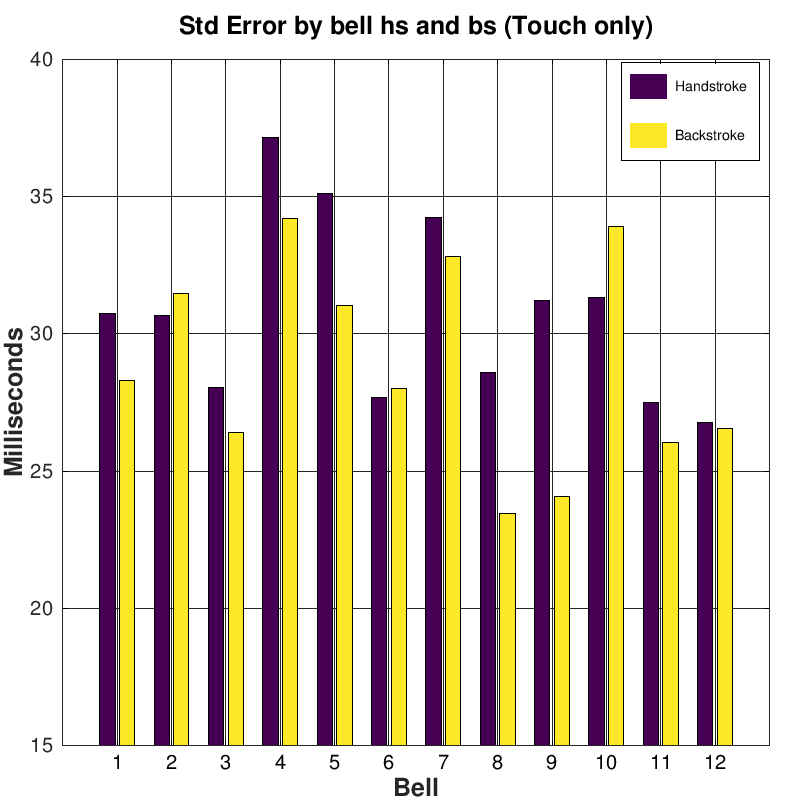 Std Error by bell hs and bs (Touch only)
Handstroke
Backstroke
Milliseconds
40
35
30
25
20
15
1 2 3 4 5 6 7 8 9 10 11 12
Bell